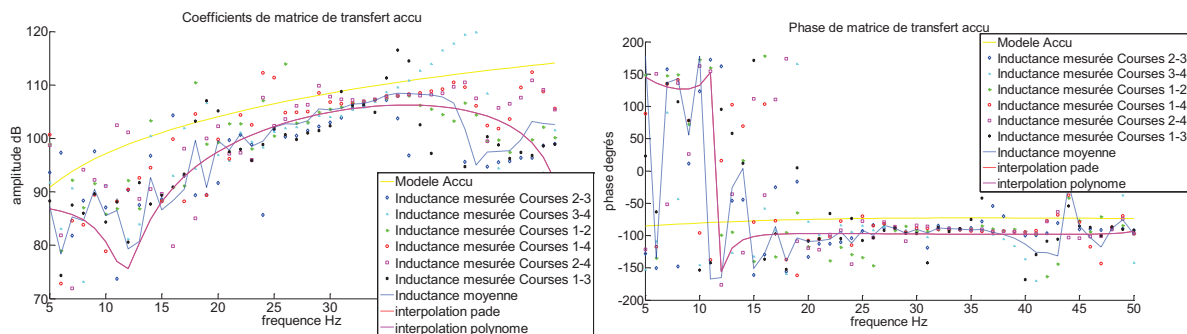 Coefficients de matrice de transfert accu
amplitude dB
120
110
100
90
80
70
5
10
15
20
25
30
35
frequence Hz
Modele Accu
Inductance mesurée Courses 2-3
Inductance mesurée Courses 3-4
Inductance mesurée Courses 1-2
Inductance mesurée Courses 1-4
Inductance mesurée Courses 2-4
Inductance mesurée Courses 1-3
Inductance moyenne
interpolation pade
interpolation polynome
Phase de matrice de transfert accu
phase degrés
200
150
100
50
0
-50
-100
-150
-200
5
10
15
20
25
30
35
40
45
50
frequence Hz
Modele Accu
Inductance mesurée Courses 2-3
Inductance mesurée Courses 3-4
Inductance mesurée Courses 1-2
Inductance mesurée Courses 1-4
Inductance mesurée Courses 2-4
Inductance mesurée Courses 1-3
Inductance moyenne
interpolation pade
interpolation polynome